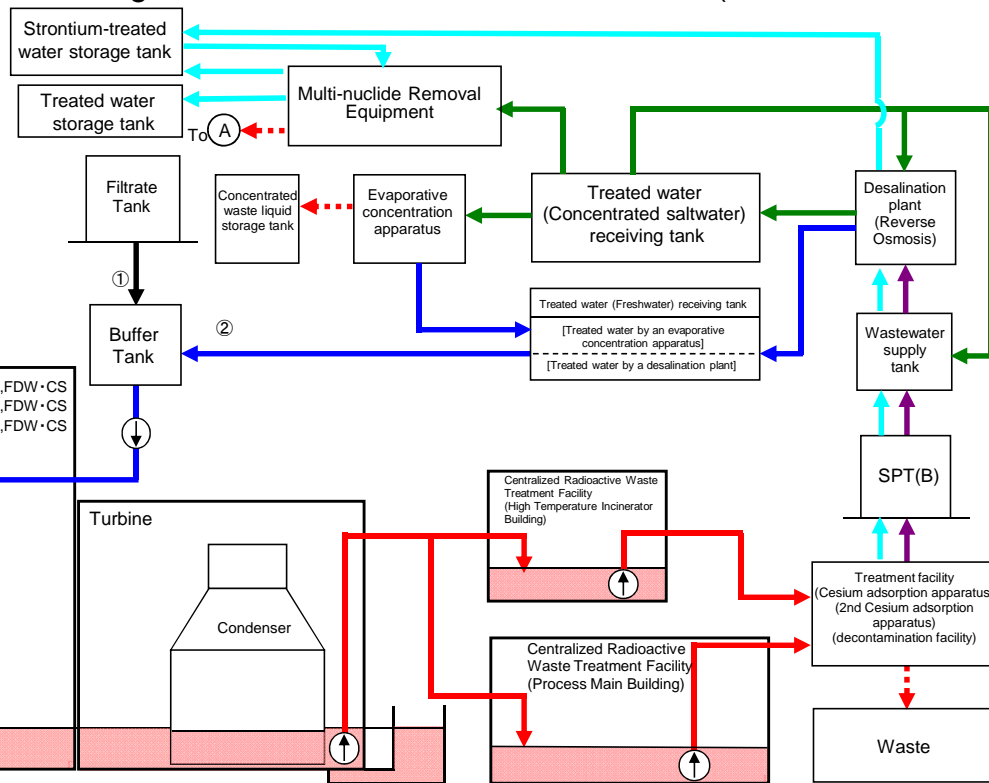 Strontium-treated
water storage tank
Multi-nuclide Removal
Equipment
Treated water
storage tank
To
A
Filtrate
Tank
Concentrated
waste liquid
storage tank
Evaporative
concentration
apparatus
Treated water
(Concentrated saltwater)
receiving tank
Desalination
plant
(Reverse
Osmosis)
①
②
Buffer
Tank
Treated water (Freshwater) receiving tank
[Treated water by an evaporative
concentration apparatus]
[Treated water by a desalination plant]
Wastewater
supply
tank
,FDW・CS
,FDW・CS
,FDW・CS
SPT(B)
Turbine
Condenser
Centralized Radioactive Waste
Treatment Facility
(High Temperature Incinerator
Building)
Centralized Radioactive
Waste Treatment Facility
(Process Main Building)
Treatment facility
(Cesium adsorption apparatus
(2nd Cesium adsorption
apparatus)
(decontamination facility)
Waste